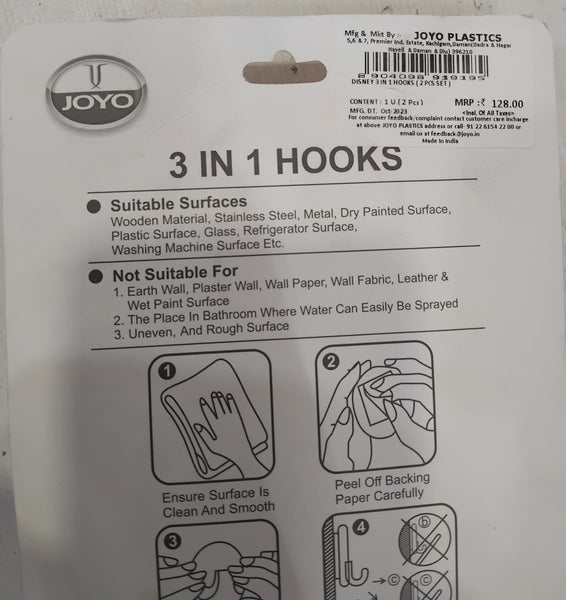 Mfg & Mkt By :- JOYO PLASTICS
5,6 & 7, Premier Ind. Estate, Kachigam,Daman(Dadra & Nagar
Haveli & Daman & Diu) 396210
8 904098 919195
DISNEY 3 IN 1 HOOKS ( 2 PCS SET )
CONTENT : 1 U ( 2 Pcs ) MRP :₹ 128.00
MFG. DT. Oct-2023 <Incl. Of All Taxes>
For consumer feedback/complaint contact customer care incharge
at above JOYO PLASTICS address or call- 91 22 6154 22 00 or
email us at feedback@joyo.in
Made in India
JOYO
3 IN 1 HOOKS
● Suitable Surfaces
Wooden Material, Stainless Steel, Metal, Dry Painted Surface,
Plastic Surface, Glass, Refrigerator Surface,
Washing Machine Surface Etc.
● Not Suitable For
1. Earth Wall, Plaster Wall, Wall Paper, Wall Fabric, Leather &
Wet Paint Surface
2. The Place In Bathroom Where Water Can Easily Be Sprayed
3. Uneven, And Rough Surface
1
Ensure Surface Is
Clean And Smooth
2
Peel Off Backing
Paper Carefully
3
4
b
c
c